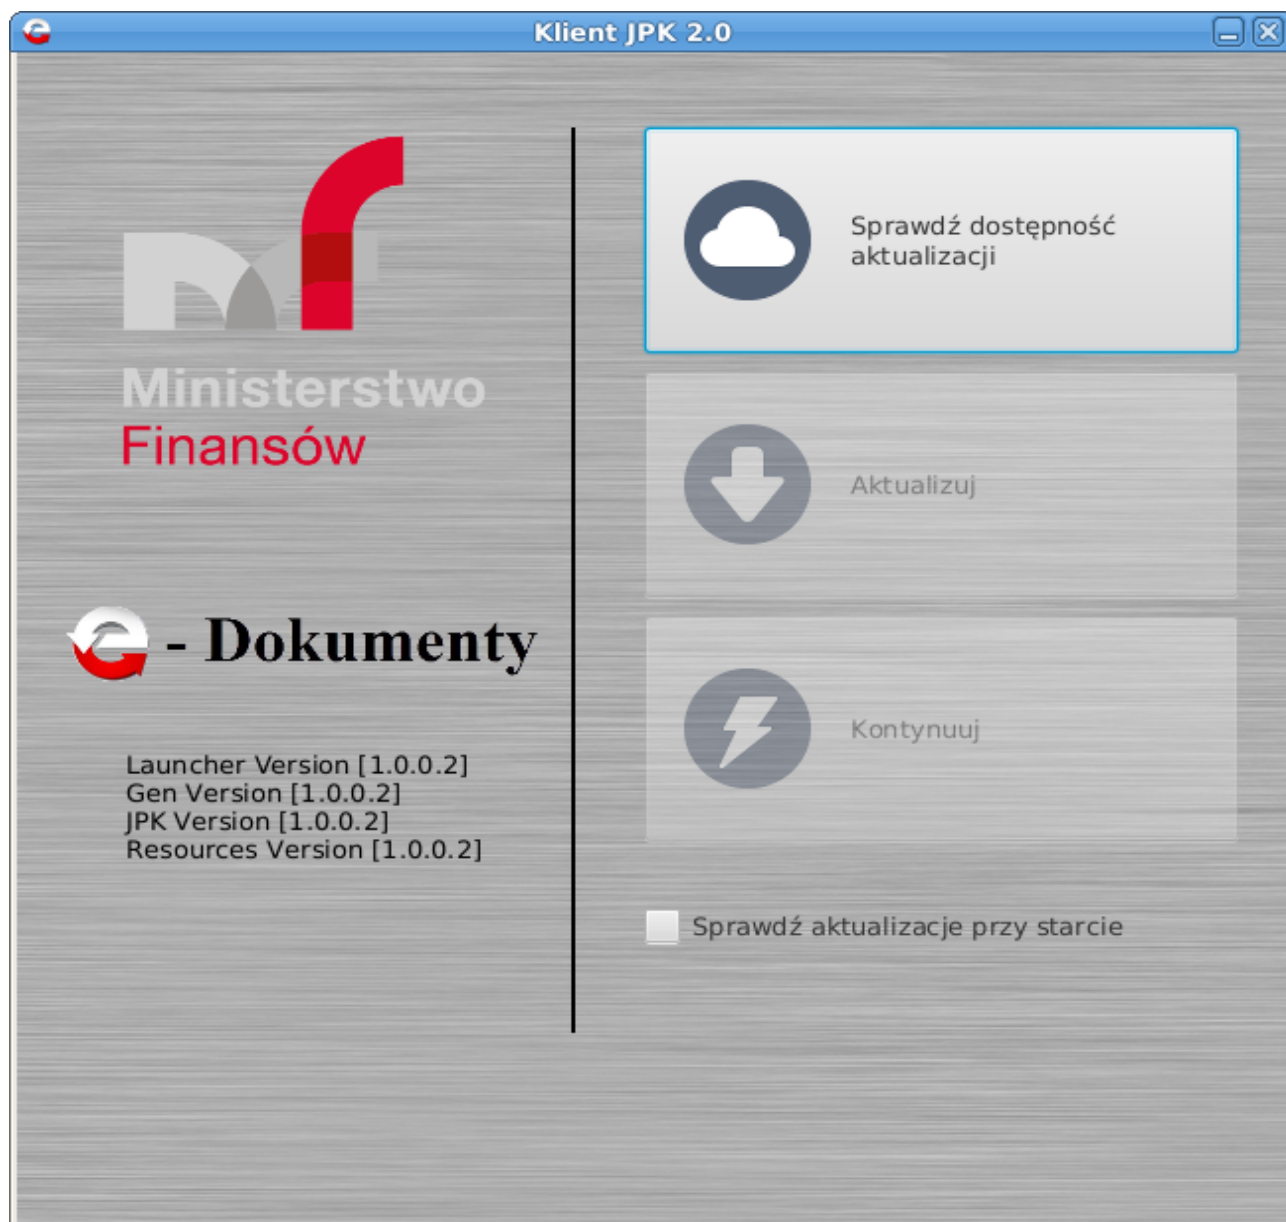 Klient JPK 2.0
Ministerstwo
Finansów
e - Dokumenty
Launcher Version [1.0.0.2]
Gen Version [1.0.0.2]
JPK Version [1.0.0.2]
Resources Version [1.0.0.2]
Sprawdź dostępność
aktualizacji
Aktualizuj
Kontynuuj
Sprawdź aktualizacje przy starcie